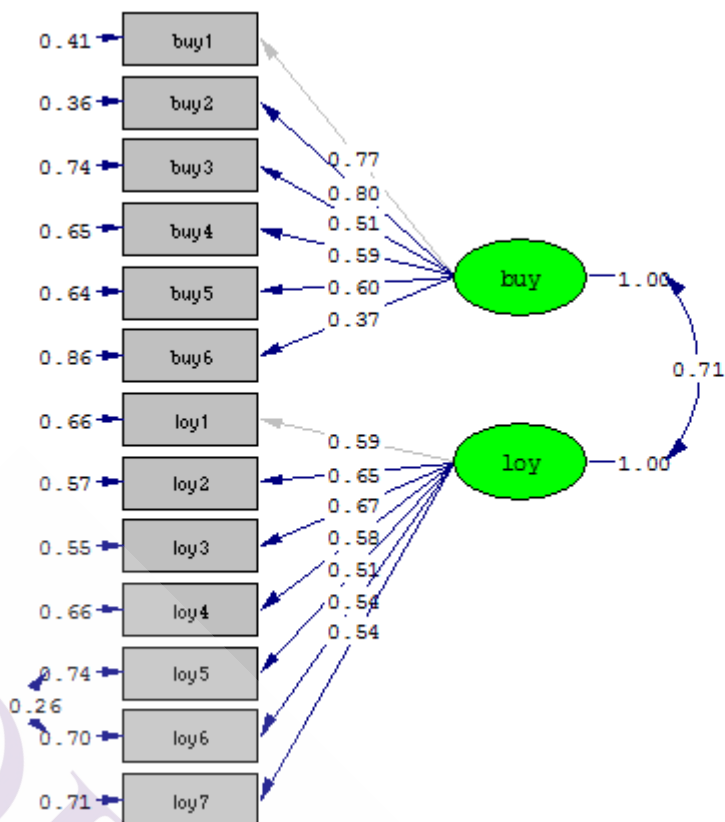 0.41 buy1
0.36 buy2
0.74 buy3
0.77
0.80
0.65 buy4
0.51
0.59
0.64 buy5
0.60
0.37
buy 1.00
0.86 buy6
0.71
0.66 loy1
0.59
0.57 loy2
0.65
loy 1.00
0.67
0.55 loy3
0.58
0.51
0.66 loy4
0.54
0.54
0.74 loy5
0.26
0.70 loy6
0.71 loy7